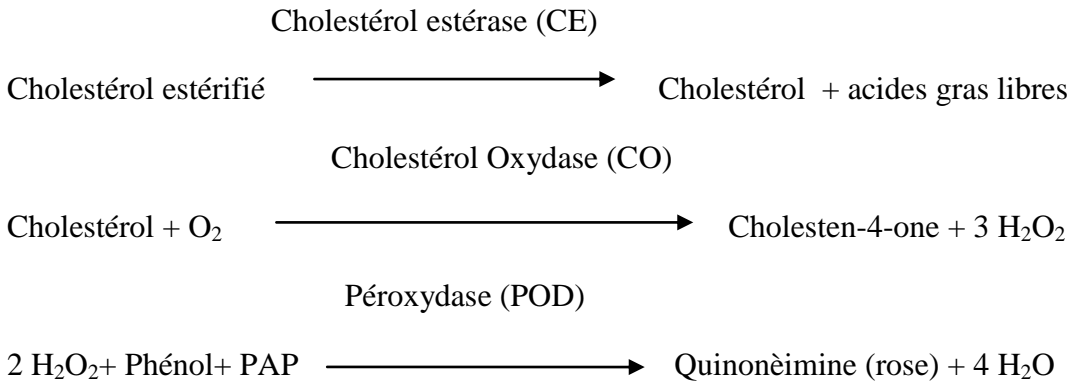 Cholestérol estérase (CE)
Cholestérol estérifié → Cholestérol + acides gras libres
Cholestérol Oxydase (CO)
Cholestérol + O₂ → Cholesten-4-one + 3 H₂O₂
Péroxydase (POD)
2 H₂O₂+ Phénol+ PAP → Quinonèimine (rose) + 4 H₂O